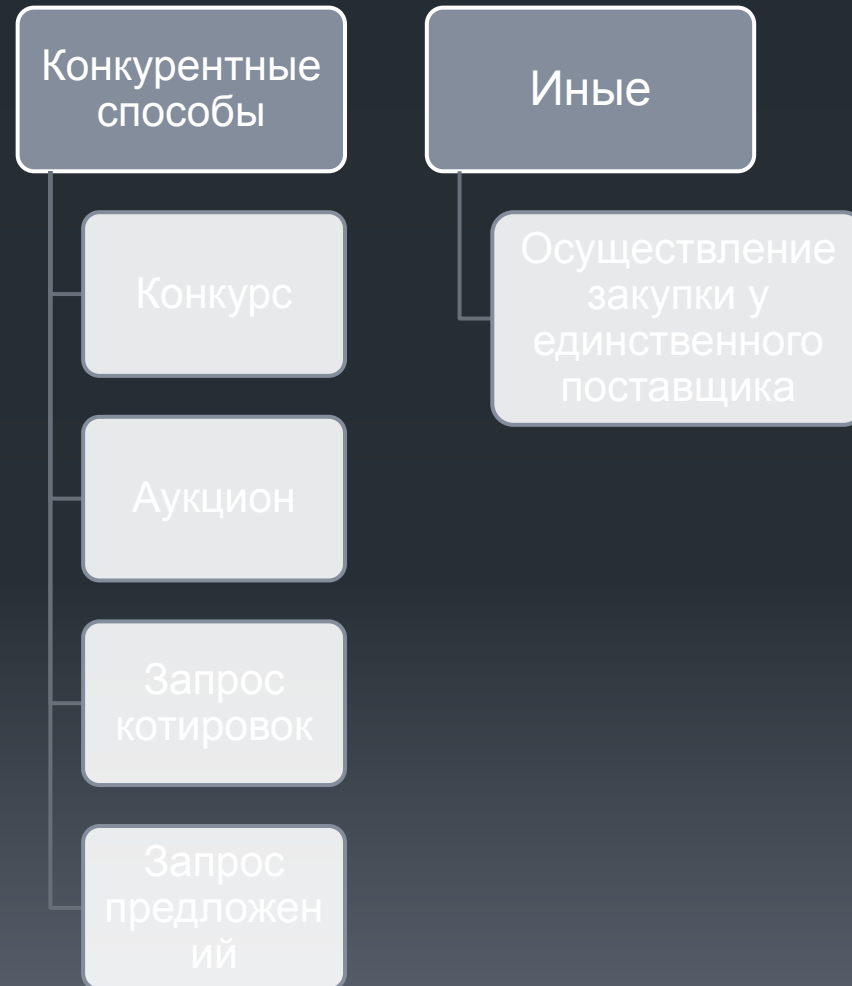 Конкурентные
способы
Конкурс
Аукцион
Запрос
котировок
Запрос
предложен
ий
Иные
Осуществление
закупки у
единственного
поставщика